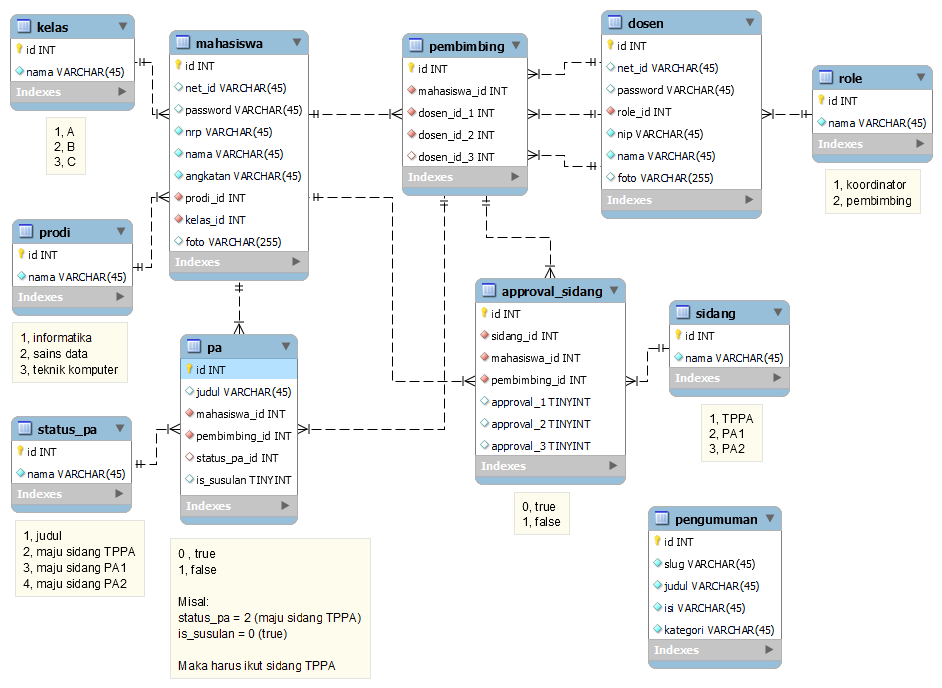 kelas
id INT
nama VARCHAR(45)
Indexes
1, A
2, B
3, C
mahasiswa
id INT
net_id VARCHAR(45)
password VARCHAR(45)
nrp VARCHAR(45)
nama VARCHAR(45)
angkatan VARCHAR(45)
prodi_id INT
kelas_id INT
foto VARCHAR(255)
Indexes
pembimbing
id INT
mahasiswa_id INT
dosen_id_1 INT
dosen_id_2 INT
dosen_id_3 INT
Indexes
dosen
id INT
net_id VARCHAR(45)
password VARCHAR(45)
role_id INT
nip VARCHAR(45)
nama VARCHAR(45)
foto VARCHAR(255)
Indexes
role
id INT
nama VARCHAR(45)
Indexes
1, koordinator
2, pembimbing
prodi
id INT
nama VARCHAR(45)
Indexes
1, informatika
2, sains data
3, teknik komputer
pa
id INT
judul VARCHAR(45)
mahasiswa_id INT
pembimbing_id INT
status_pa_id INT
is_susulan TINYINT
Indexes
approval_sidang
id INT
sidang_id INT
mahasiswa_id INT
pembimbing_id INT
approval_1 TINYINT
approval_2 TINYINT
approval_3 TINYINT
Indexes
0, true
1, false
sidang
id INT
nama VARCHAR(45)
Indexes
1, TPPA
2, PA1
3, PA2
status_pa
id INT
nama VARCHAR(45)
Indexes
1, judul
2, maju sidang TPPA
3, maju sidang PA1
4, maju sidang PA2
0 , true
1, false
Misal:
status_pa = 2 (maju sidang TPPA)
is_susulan = 0 (true)
Maka harus ikut sidang TPPA
pengumuman
id INT
slug VARCHAR(45)
judul VARCHAR(45)
isi VARCHAR(45)
kategori VARCHAR(45)
Indexes